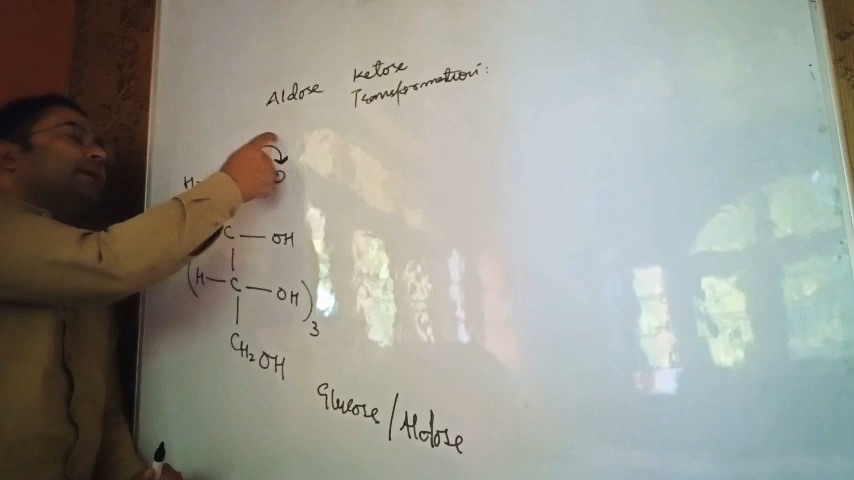 Aldose Ketose
Transformation:
H— O
C — OH
(H—C—OH)3
CH2OH
Glucose/Aldose